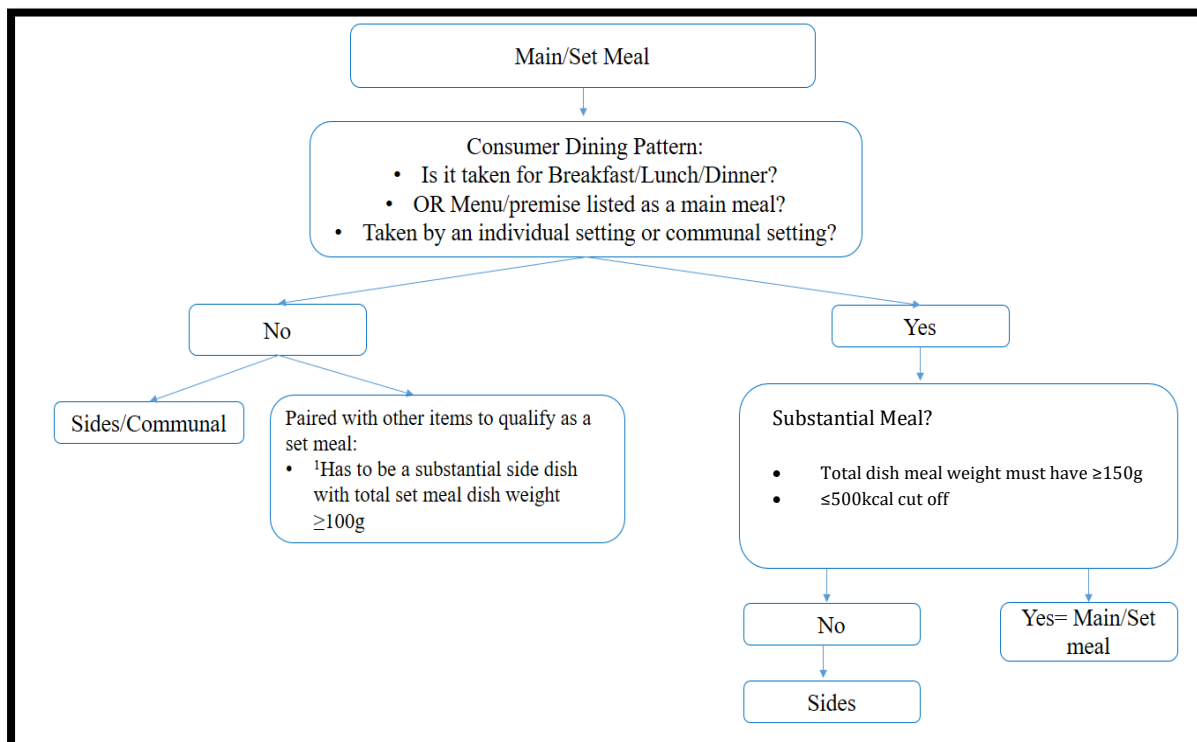 Main/Set Meal
Consumer Dining Pattern:
• Is it taken for Breakfast/Lunch/Dinner?
• OR Menu/premise listed as a main meal?
• Taken by an individual setting or communal setting?
No
Yes
Sides/Communal
Paired with other items to qualify as a
set meal:
• ¹Has to be a substantial side dish
with total set meal dish weight
≥100g
Substantial Meal?
• Total dish meal weight must have ≥150g
• ≤500kcal cut off
No
Yes= Main/Set
meal
Sides